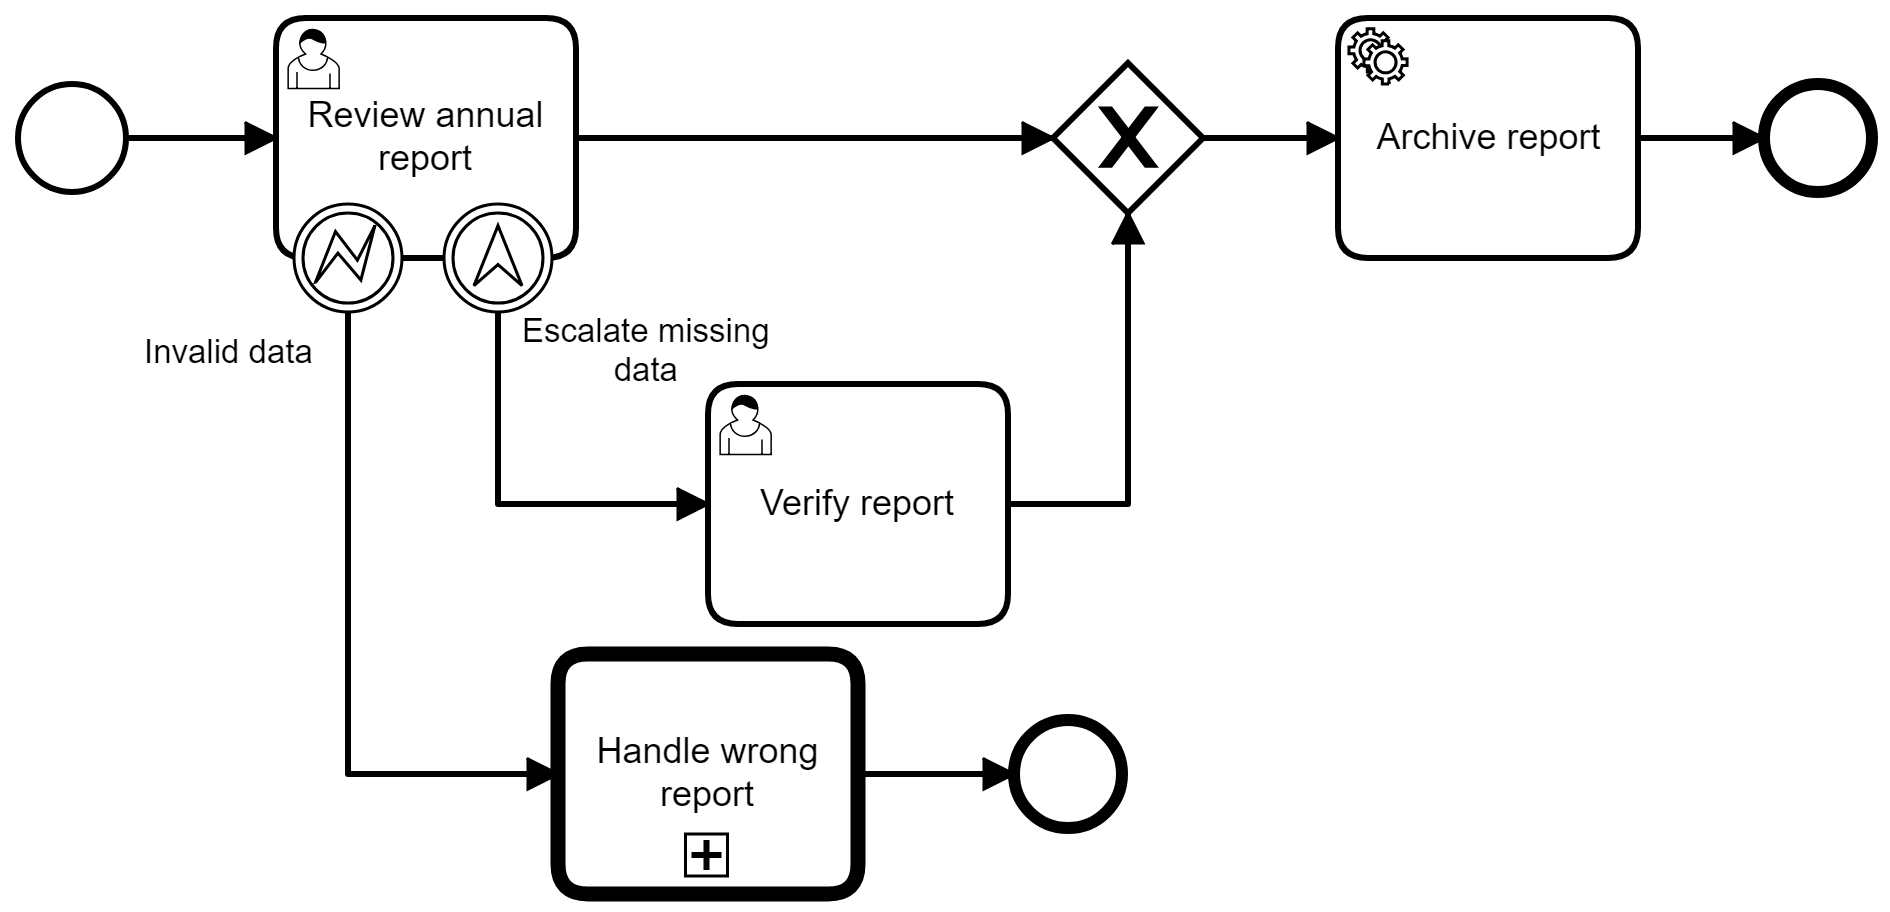 Review annual
report
Archive report
Invalid data
Escalate missing
data
Verify report
Handle wrong
report